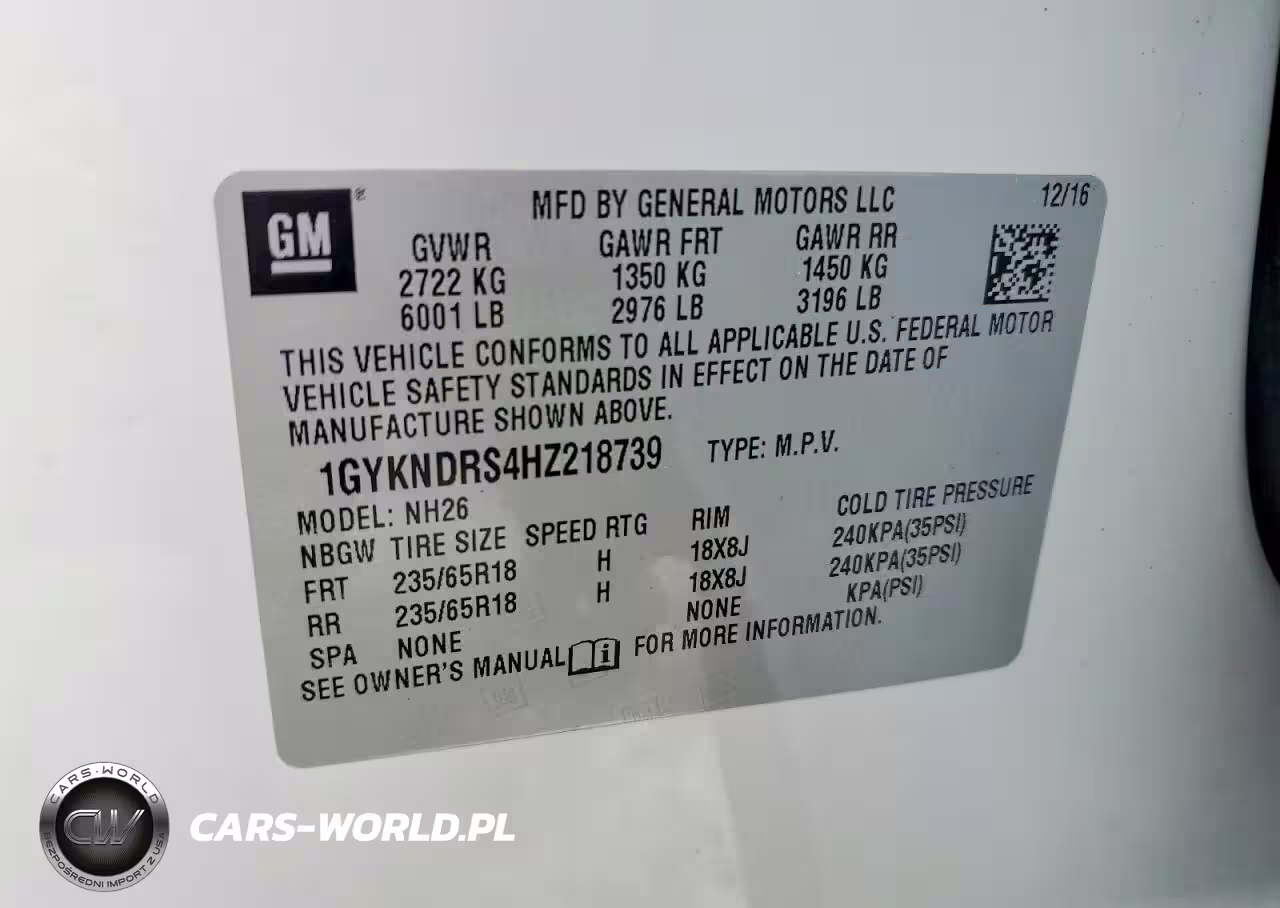 GM
MFD BY GENERAL MOTORS LLC 12/16
GVWR GAWR FRT GAWR RR
2722 KG 1350 KG 1450 KG
6001 LB 2976 LB 3196 LB
THIS VEHICLE CONFORMS TO ALL APPLICABLE U.S. FEDERAL MOTOR
VEHICLE SAFETY STANDARDS IN EFFECT ON THE DATE OF
MANUFACTURE SHOWN ABOVE.
1GYKNDRS4HZ218739 TYPE: M.P.V.
MODEL: NH26
NBGW TIRE SIZE SPEED RTG RIM COLD TIRE PRESSURE
FRT 235/65R18 H 18X8J 240KPA(35PSI)
RR 235/65R18 H 18X8J 240KPA(35PSI)
SPA NONE NONE KPA(PSI)
SEE OWNER'S MANUAL FOR MORE INFORMATION.
CARS-WORLD
CW
BEZPOŚREDNI IMPORT Z USA
CARS-WORLD.PL